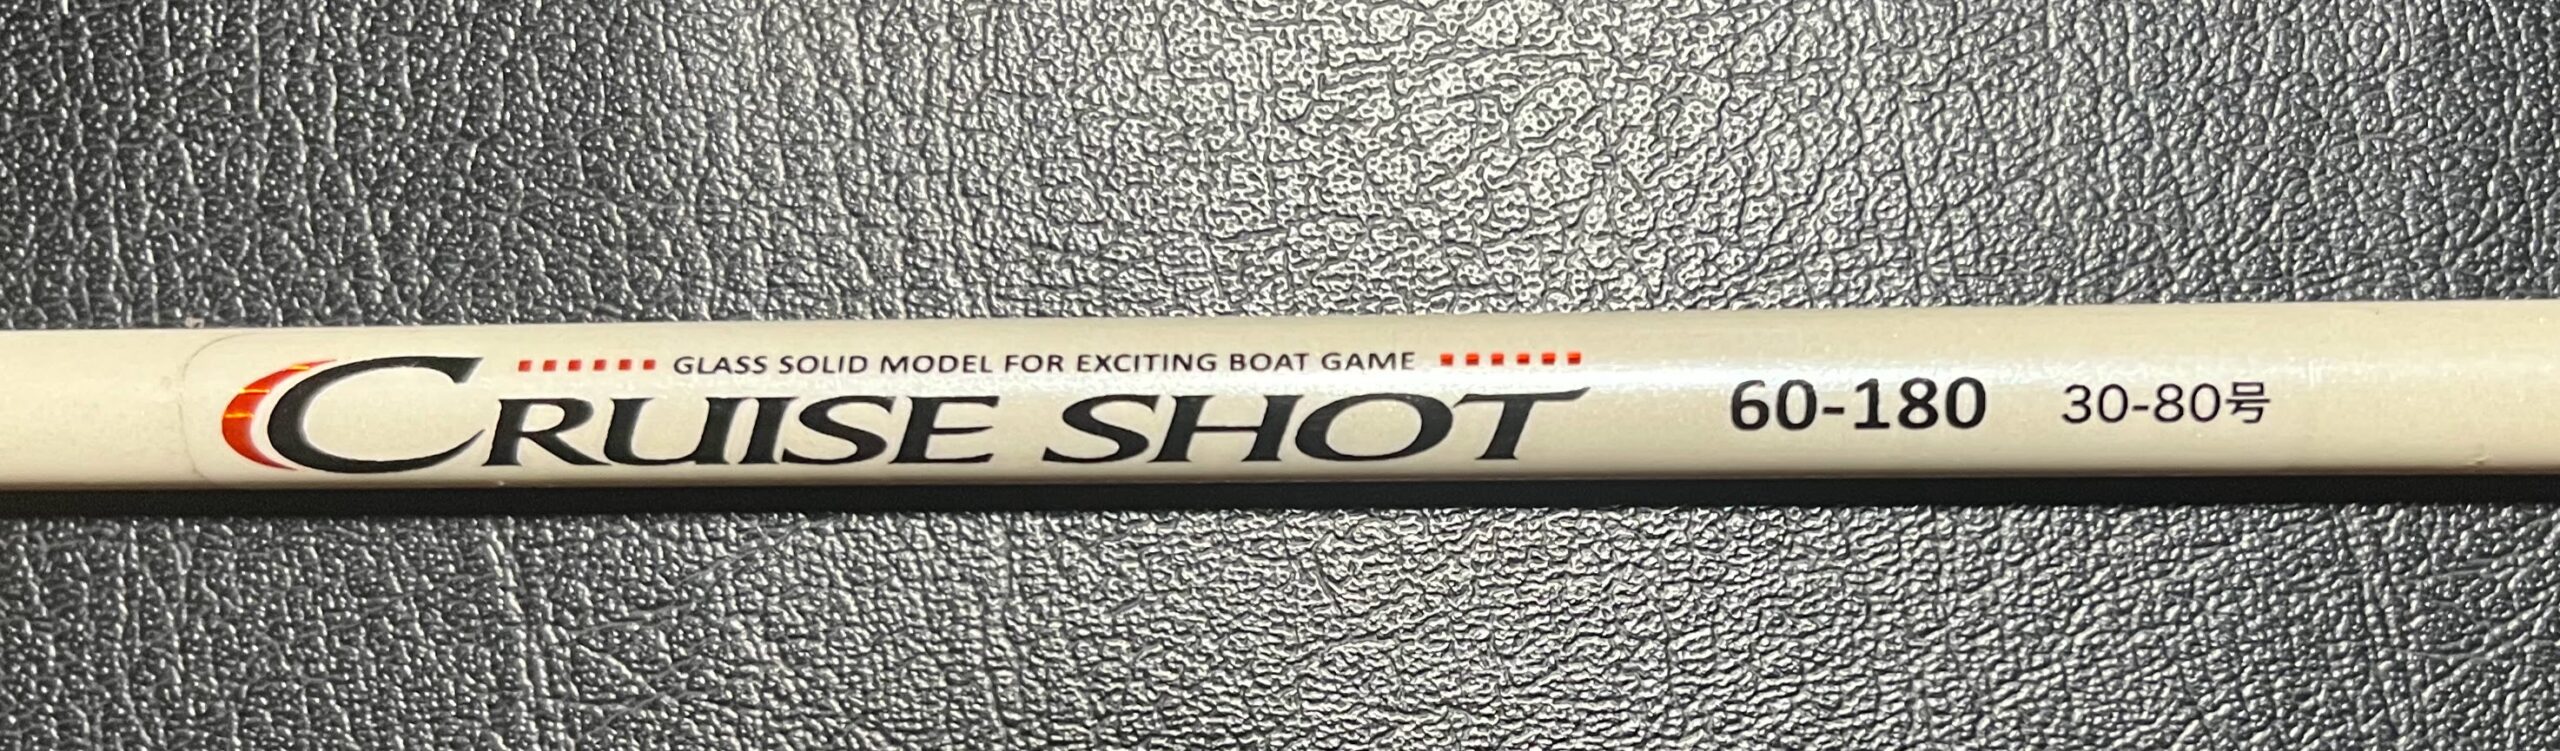 GLASS SOLID MODEL FOR EXCITING BOAT GAME
CRUISE SHOT 60-180 30-80号